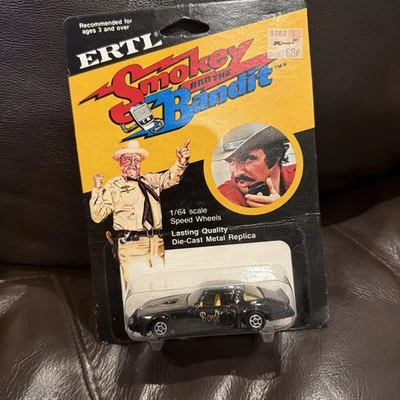 Recommended for
ages 3 and over
ERTL
Smokey
AND THE
Bandit™
1/64 scale
Speed Wheels
Lasting Quality
Die-Cast Metal Replica
Bandit